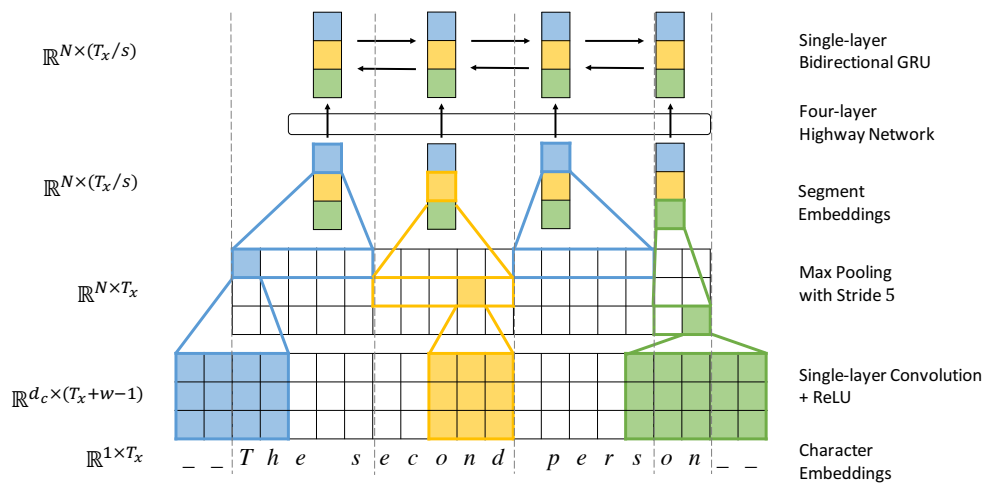 ℝ^{N×(T_x/s)}
Single-layer
Bidirectional GRU
Four-layer
Highway Network
ℝ^{N×(T_x/s)}
Segment
Embeddings
ℝ^{N×T_x}
Max Pooling
with Stride 5
ℝ^{d_c×(T_x+w−1)}
Single-layer Convolution
+ ReLU
ℝ^{1×T_x}
_ _ T h e   s e c o n d   p e r s o n _ _
Character
Embeddings